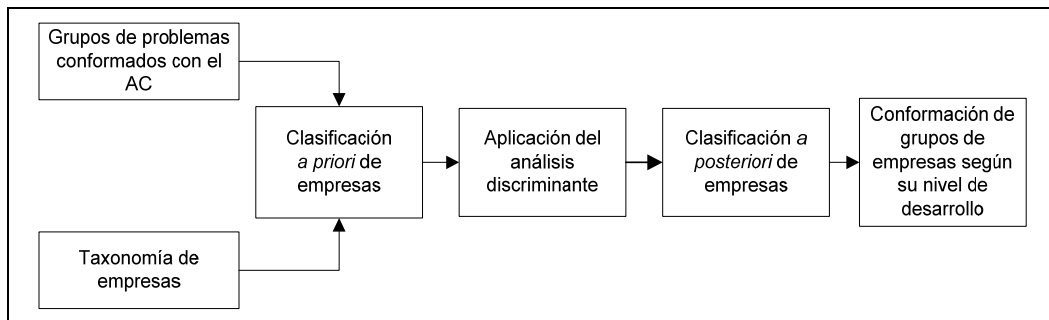 Grupos de problemas
conformados con el
AC
Taxonomía de
empresas
Clasificación
a priori de
empresas
Aplicación del
análisis
discriminante
Clasificación a
posteriori de
empresas
Conformación de
grupos de
empresas según
su nivel de
desarrollo